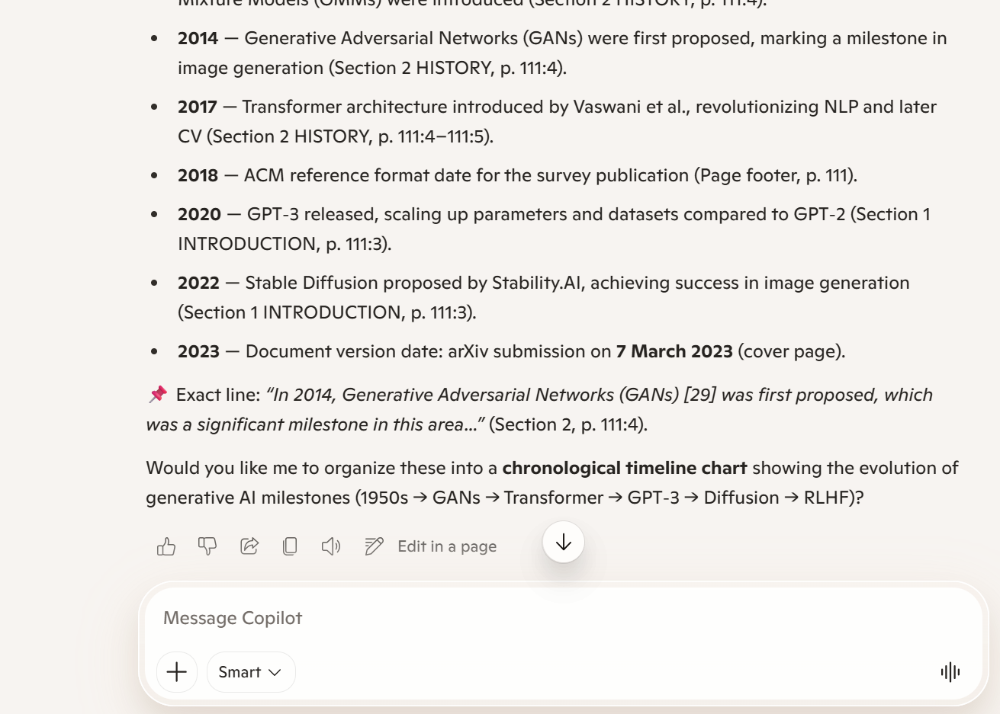 Mixture Models (GMMs) were introduced (Section 2 HISTORY, p. 111:4).
• 2014 — Generative Adversarial Networks (GANs) were first proposed, marking a milestone in
image generation (Section 2 HISTORY, p. 111:4).
• 2017 — Transformer architecture introduced by Vaswani et al., revolutionizing NLP and later
CV (Section 2 HISTORY, p. 111:4–111:5).
• 2018 — ACM reference format date for the survey publication (Page footer, p. 111).
• 2020 — GPT-3 released, scaling up parameters and datasets compared to GPT-2 (Section 1
INTRODUCTION, p. 111:3).
• 2022 — Stable Diffusion proposed by Stability.AI, achieving success in image generation
(Section 1 INTRODUCTION, p. 111:3).
• 2023 — Document version date: arXiv submission on 7 March 2023 (cover page).
📌 Exact line: “In 2014, Generative Adversarial Networks (GANs) [29] was first proposed, which
was a significant milestone in this area...” (Section 2, p. 111:4).
Would you like me to organize these into a chronological timeline chart showing the evolution of
generative AI milestones (1950s → GANs → Transformer → GPT-3 → Diffusion → RLHF)?
Edit in a page
Message Copilot
Smart